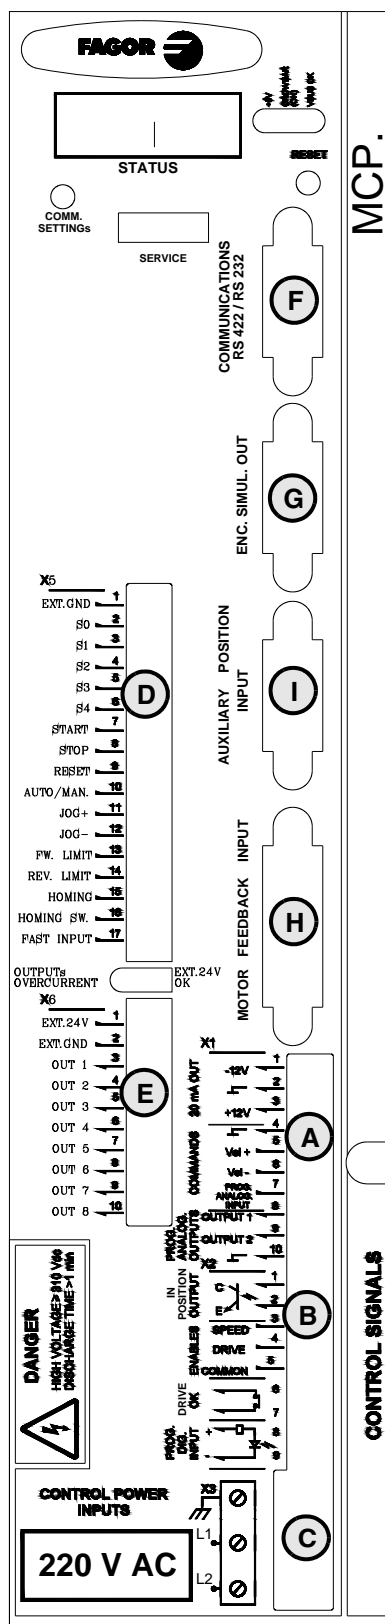 FAGOR
STATUS
RESET
COMM.
SETTINGs
SERVICE
MCP.
COMMUNICATIONS
RS 422 / RS 232
F
ENC. SIMUL. OUT
G
AUXILIARY POSITION
INPUT
I
MOTOR FEEDBACK INPUT
H
X5
EXT.GND 1
S0 2
S1 3
S2 4
S3 5
S4 6
START 7
STOP 8
RESET 9
AUTO/MAN. 10
JOG+ 11
JOG- 12
FW. LIMIT 13
REV. LIMIT 14
HOMING 15
HOMING SW. 16
FAST INPUT 17
D
OUTPUTs
OVERCURRENT
EXT.24V
OK
X6
EXT.24V 1
EXT.GND 2
OUT 1 3
OUT 2 4
OUT 3 5
OUT 4 6
OUT 5 7
OUT 6 8
OUT 7 9
OUT 8 10
E
X1
20 mA OUT
-12V 1
2
+12V 3
COMMANDS
4
Vel + 5
Vel - 6
PROG.
ANALOG.
INPUT
7
PROG.
ANALOG.
OUTPUTS
OUTPUT 1 8
OUTPUT 2 9
10
A
X2
IN
POSITION
OUTPUT
C 1
E 2
ENABLES
SPEED 3
DRIVE 4
COMMON 5
DRIVE
OK
6
7
PROG.
DIG.
INPUT
+ 8
- 9
B
CONTROL SIGNALS
DANGER
HIGH VOLTAGE > 310 Vdc
DISCHARGE TIME > 1 min
CONTROL POWER
INPUTS
220 V AC
X3
L1
L2
C